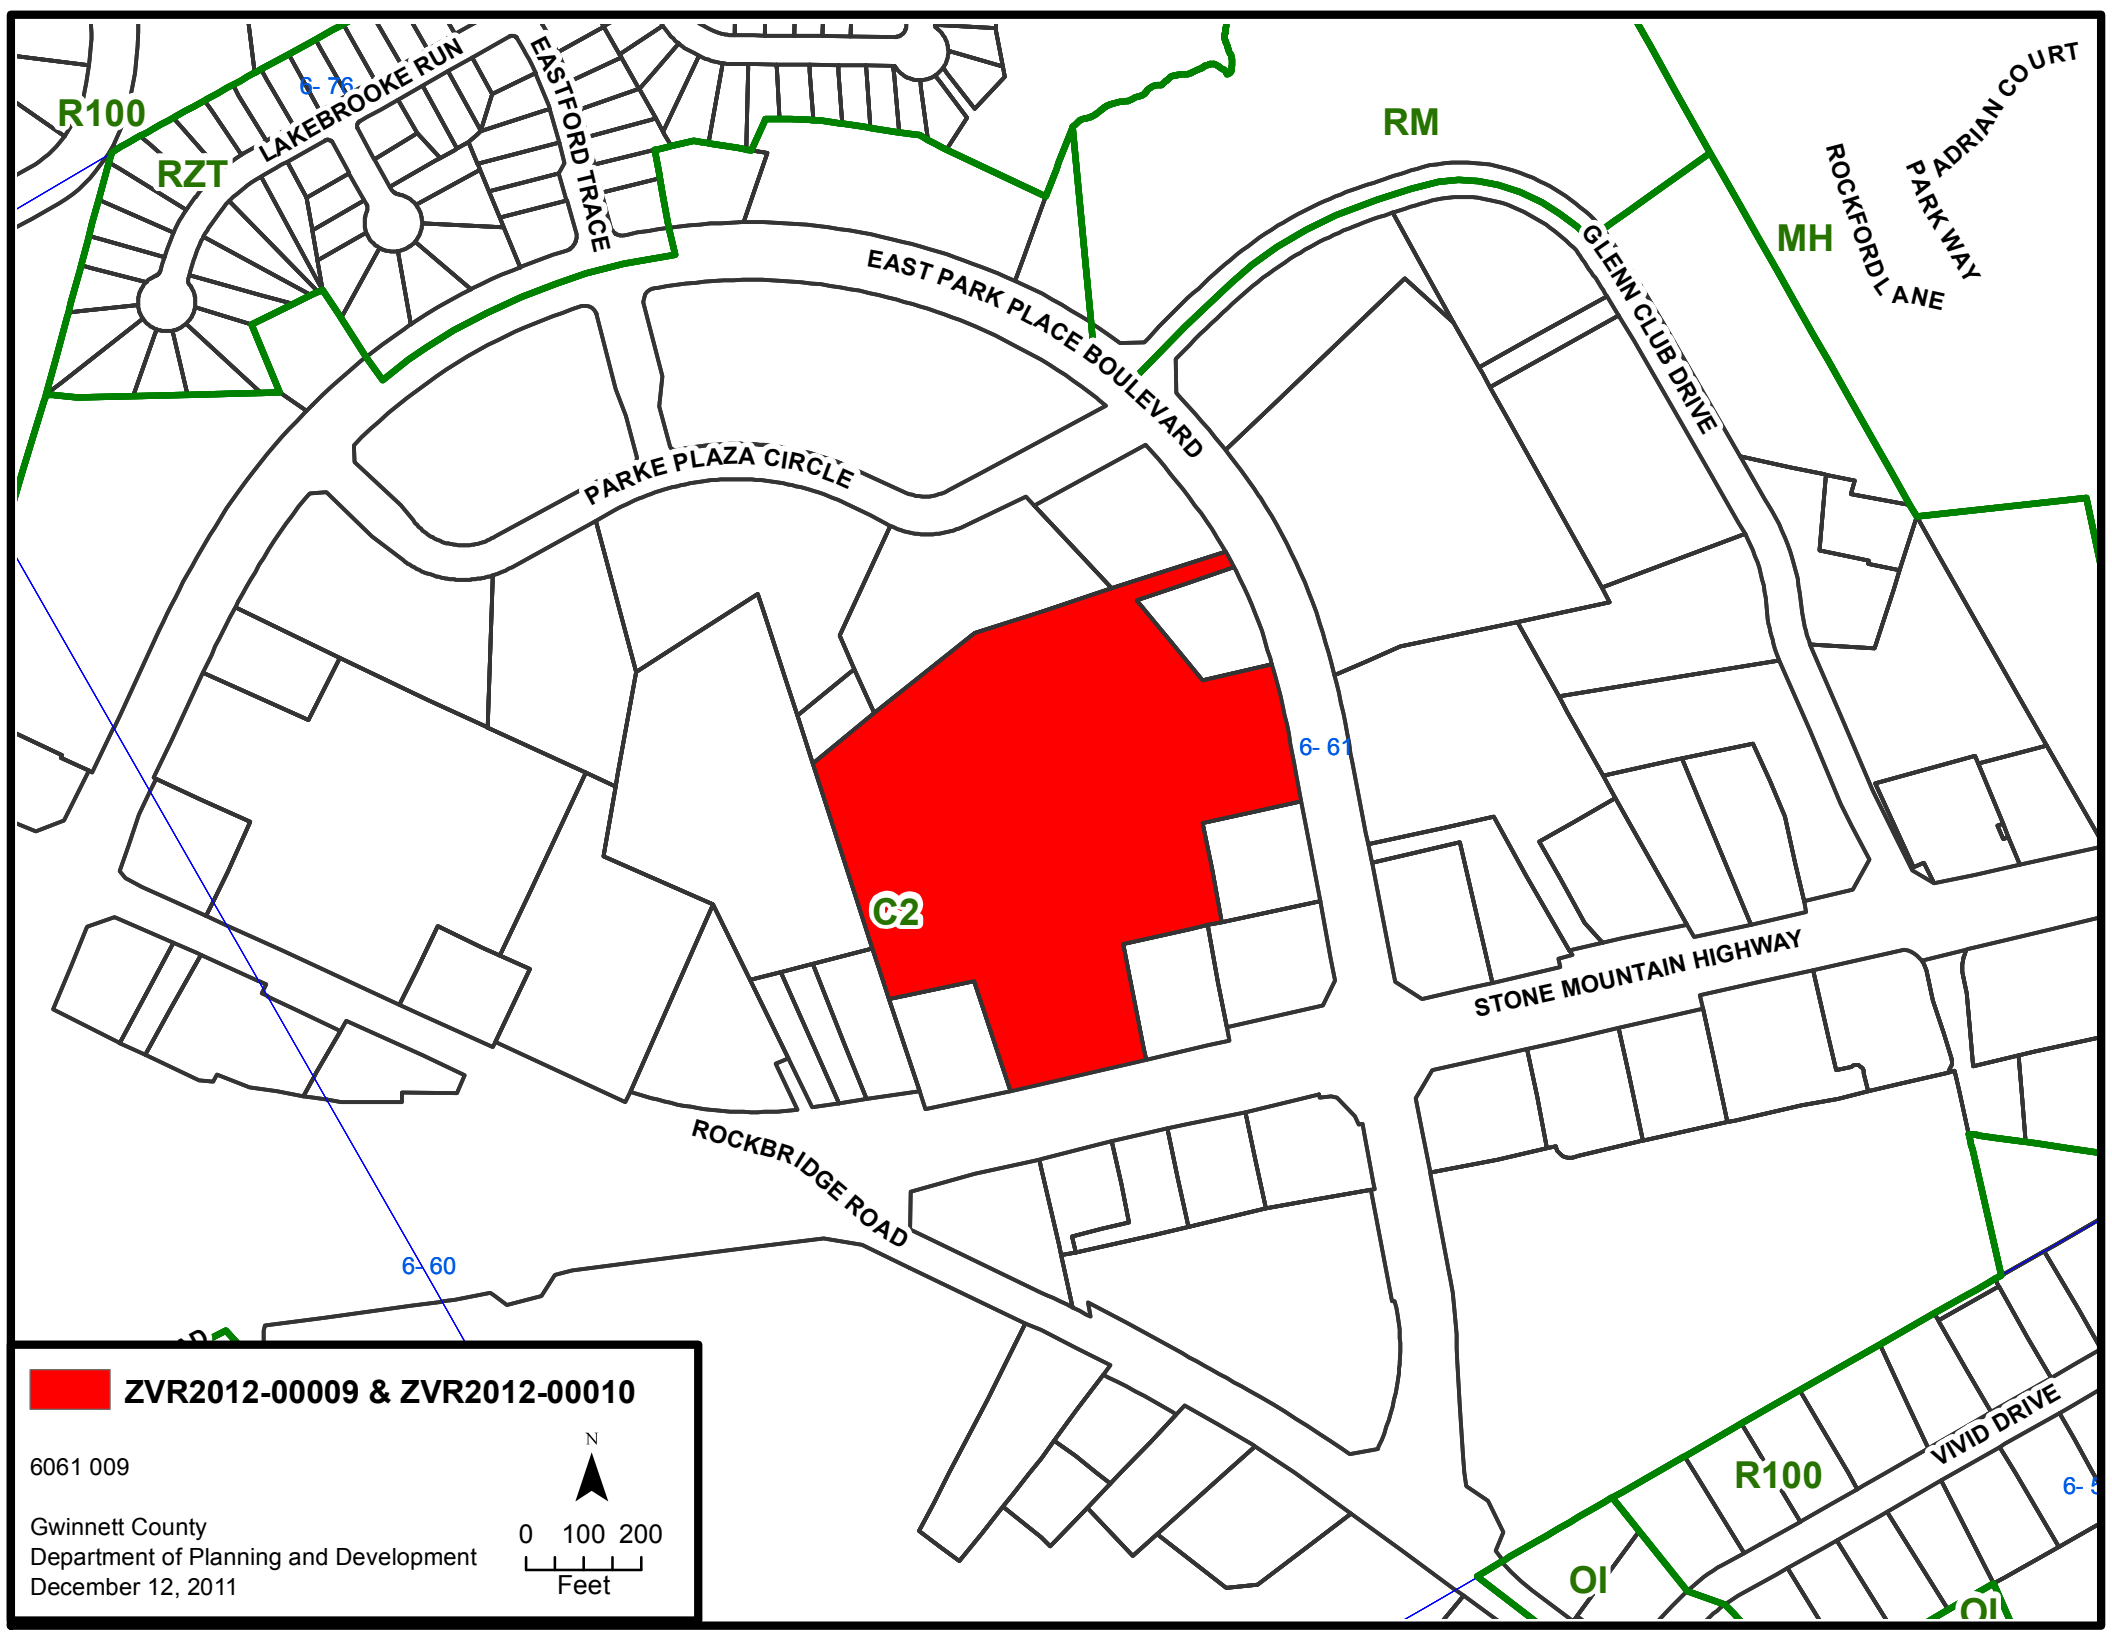 EASTFORD TRACE
LAKEBROOKE RUN
6- 76
R100
RZT
RM
ADRIAN COURT
PARK WAY
ROCKFORD LANE
MH
GLENN CLUB DRIVE
EAST PARK PLACE BOULEVARD
PARKE PLAZA CIRCLE
6- 61
C2
STONE MOUNTAIN HIGHWAY
ROCKBRIDGE ROAD
6- 60
VIVID DRIVE
R100
OI
OI
ZVR2012-00009 & ZVR2012-00010
6061 009
N
Gwinnett County
Department of Planning and Development
December 12, 2011
0 100 200
Feet